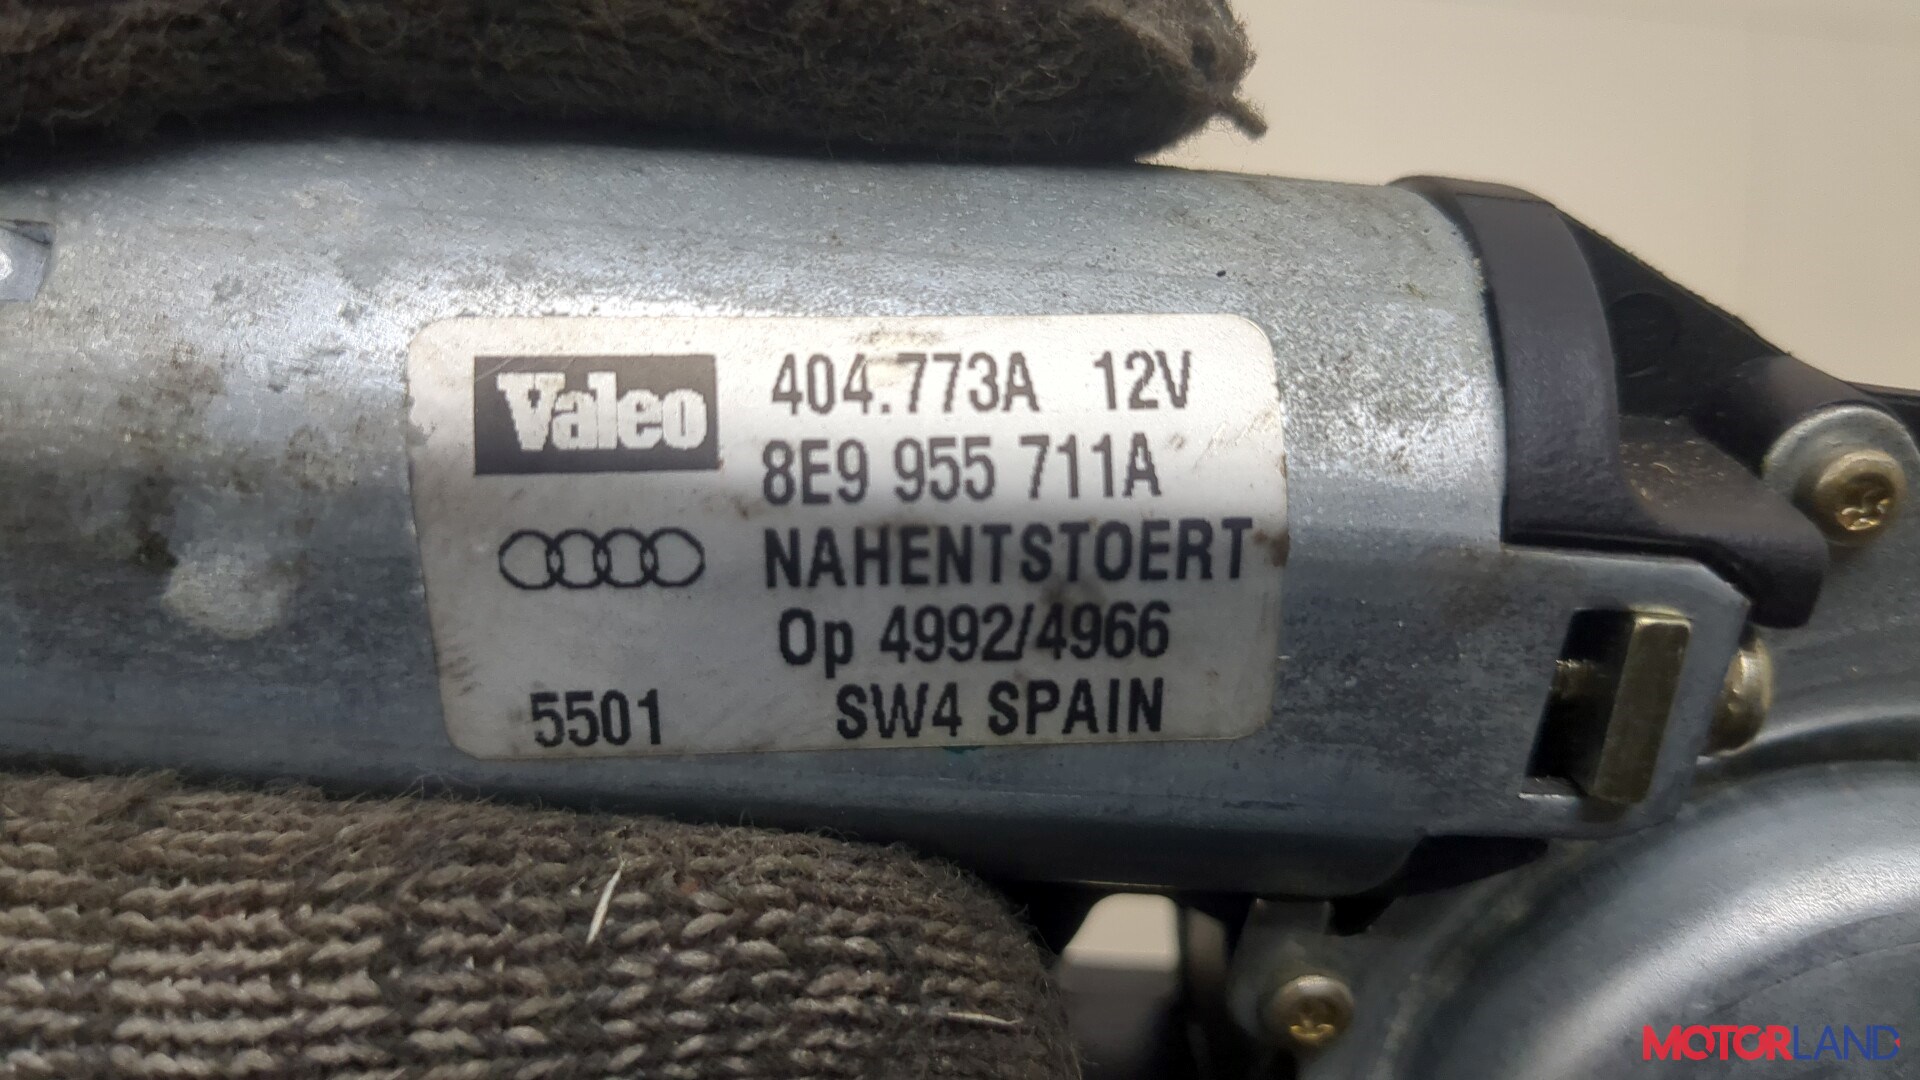 Valeo 404.773A 12V
8E9 955 711A
NAHENTSTOERT
Op 4992/4966
5501 SW4 SPAIN
MOTORLAND